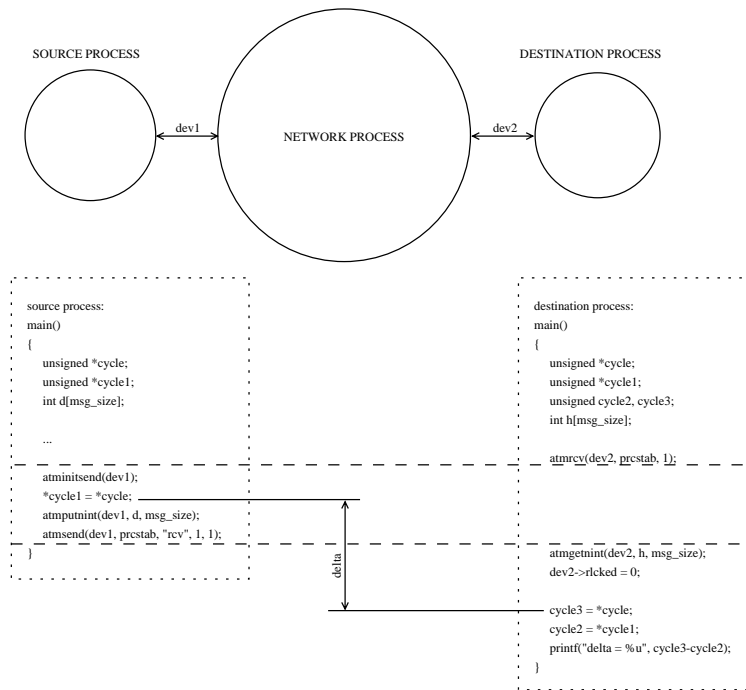 SOURCE PROCESS
DESTINATION PROCESS
dev1
NETWORK PROCESS
dev2
source process:
main()
{
unsigned *cycle;
unsigned *cycle1;
int d[msg_size];
...
atminitsend(dev1);
*cycle1 = *cycle;
atmputnint(dev1, d, msg_size);
atmsend(dev1, prcstab, "rcv", 1, 1);
}
delta
destination process:
main()
{
unsigned *cycle;
unsigned *cycle1;
unsigned cycle2, cycle3;
int h[msg_size];
atmrcv(dev2, prcstab, 1);
atmgetnint(dev2, h, msg_size);
dev2->rlcked = 0;
cycle3 = *cycle;
cycle2 = *cycle1;
printf("delta = %u", cycle3-cycle2);
}